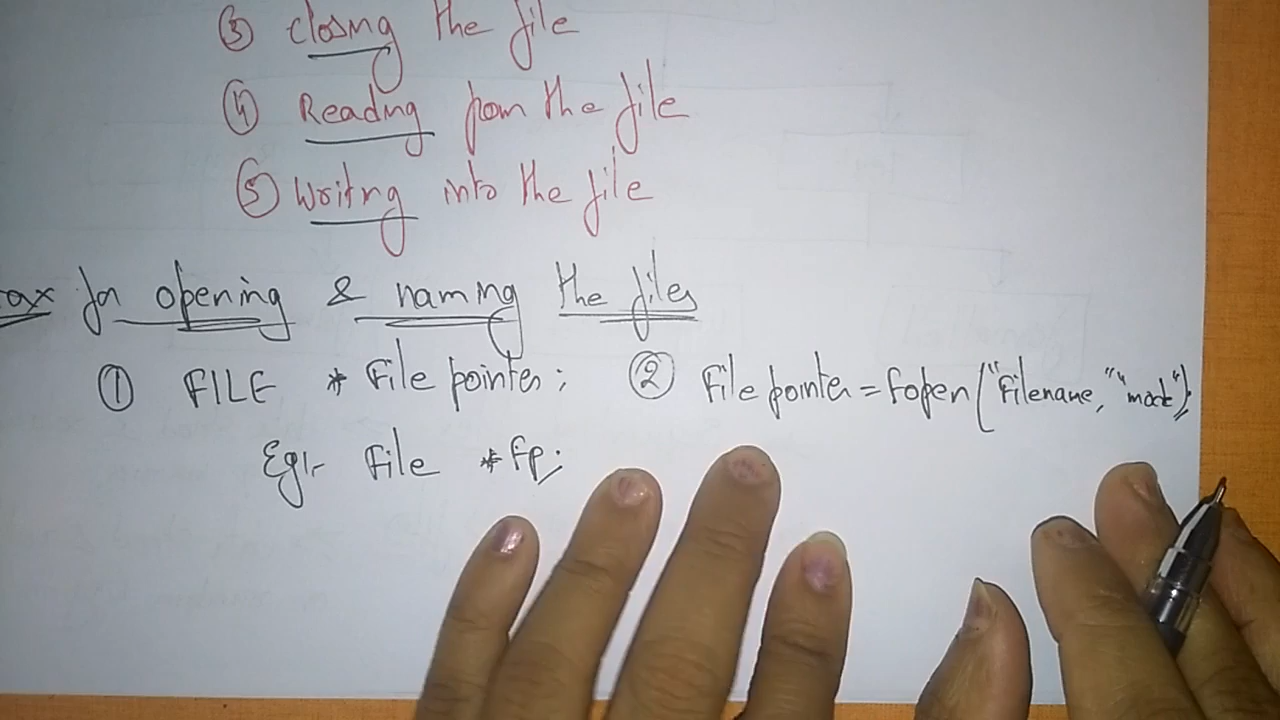 ③ closing the file
④ Reading from the file
⑤ Writing into the file
ax for opening & naming the files
① FILE * File pointer; ② File pointer = Fopen("Filename," "mode");
Eg:- File *Fp;